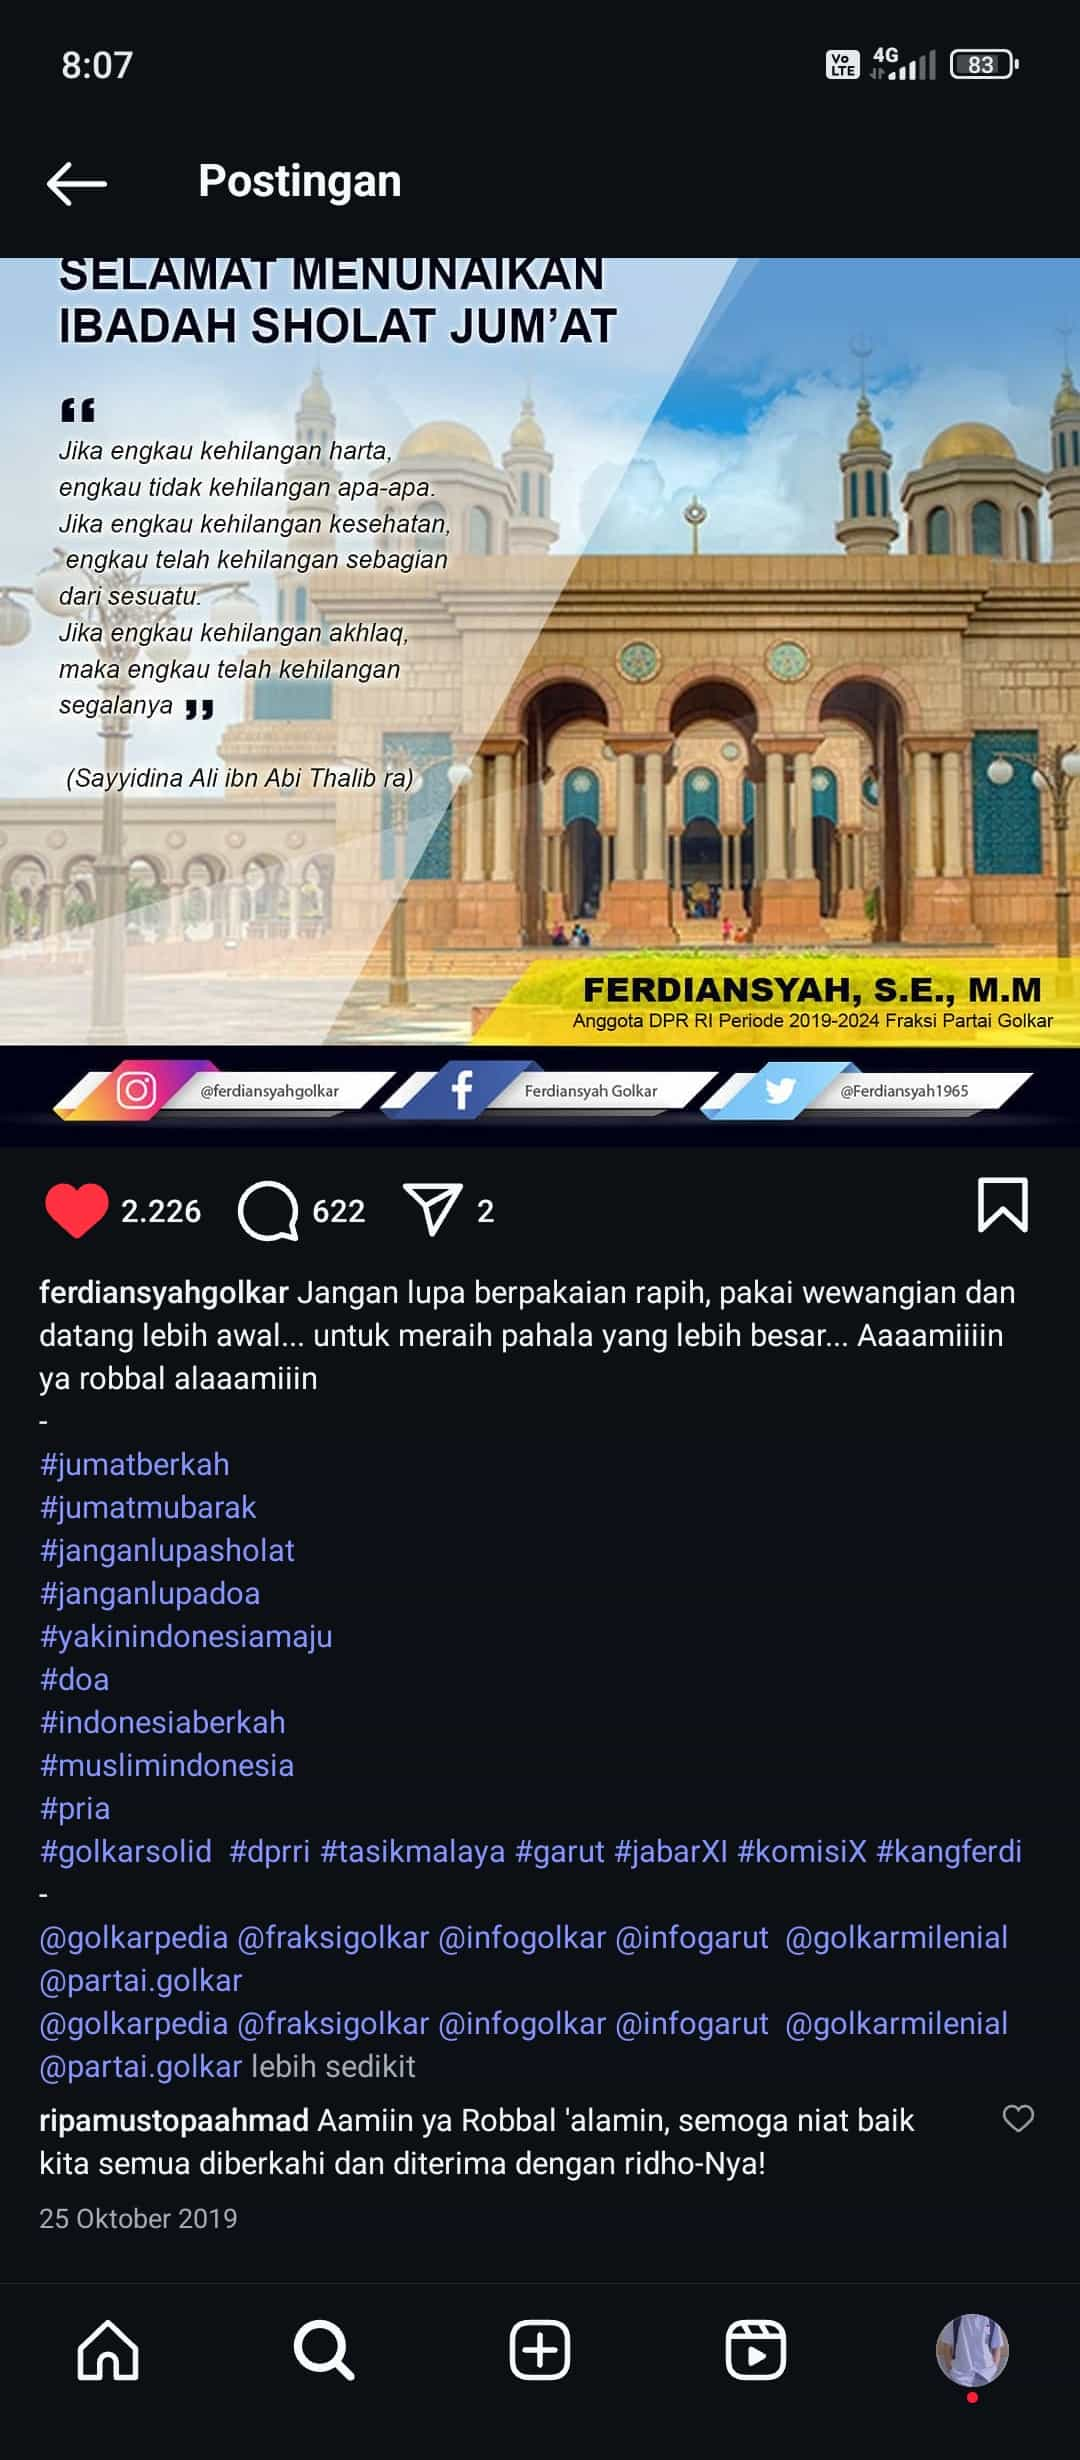 8:07
Vo LTE
4G
83
Postingan
SELAMAT MENUNAIKAN
IBADAH SHOLAT JUM’AT
“
Jika engkau kehilangan harta,
engkau tidak kehilangan apa-apa.
Jika engkau kehilangan kesehatan,
engkau telah kehilangan sebagian
dari sesuatu.
Jika engkau kehilangan akhlaq,
maka engkau telah kehilangan
segalanya ”
(Sayyidina Ali ibn Abi Thalib ra)
FERDIANSYAH, S.E., M.M
Anggota DPR RI Periode 2019-2024 Fraksi Partai Golkar
@ferdiansyahgolkar
f
Ferdiansyah Golkar
@Ferdiansyah1965
2.226
622
2
ferdiansyahgolkar Jangan lupa berpakaian rapih, pakai wewangian dan
datang lebih awal... untuk meraih pahala yang lebih besar... Aaaamiiiin
ya robbal alaaamiiin
-
#jumatberkah
#jumatmubarak
#janganlupasholat
#janganlupadoa
#yakinindonesiamaju
#doa
#indonesiaberkah
#muslimindonesia
#pria
#golkarsolid #dprri #tasikmalaya #garut #jabarXI #komisiX #kangferdi
-
@golkarpedia @fraksigolkar @infogolkar @infogarut @golkarmilenial
@partai.golkar
@golkarpedia @fraksigolkar @infogolkar @infogarut @golkarmilenial
@partai.golkar lebih sedikit
ripamustopaahmad Aamiin ya Robbal 'alamin, semoga niat baik
kita semua diberkahi dan diterima dengan ridho-Nya!
25 Oktober 2019